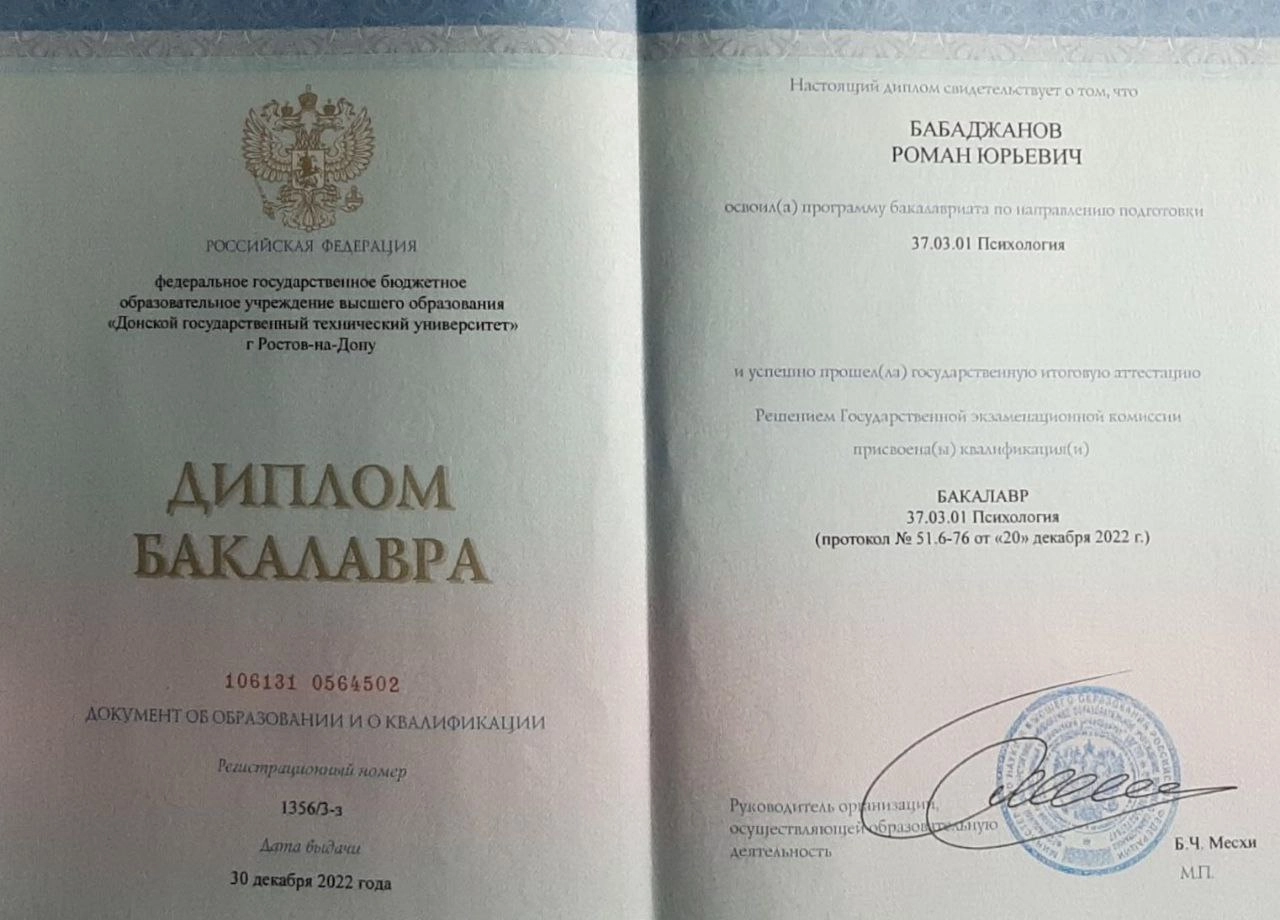 РОССИЙСКАЯ ФЕДЕРАЦИЯ
федеральное государственное бюджетное
образовательное учреждение высшего образования
«Донской государственный технический университет»
г Ростов-на-Дону
ДИПЛОМ
БАКАЛАВРА
106131 0564502
ДОКУМЕНТ ОБ ОБРАЗОВАНИИ И О КВАЛИФИКАЦИИ
Регистрационный номер
1356/3-з
Дата выдачи
30 декабря 2022 года
Настоящий диплом свидетельствует о том, что
БАБАДЖАНОВ
РОМАН ЮРЬЕВИЧ
освоил(а) программу бакалавриата по направлению подготовки
37.03.01 Психология
и успешно прошел(ла) государственную итоговую аттестацию
Решением Государственной экзаменационной комиссии
присвоена(ы) квалификация(и)
БАКАЛАВР
37.03.01 Психология
(протокол № 51.6-76 от «20» декабря 2022 г.)
Руководитель организации,
осуществляющей образовательную
деятельность
Б.Ч. Месхи
М.П.